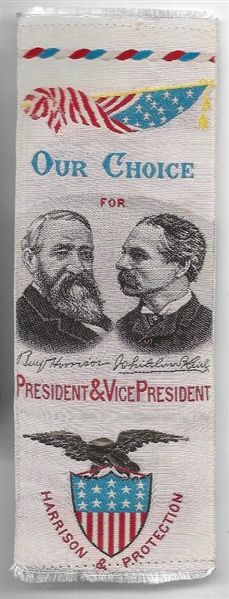 OUR CHOICE
FOR
Benj Harrison Whitelaw Reid
PRESIDENT & VICE PRESIDENT
HARRISON & PROTECTION